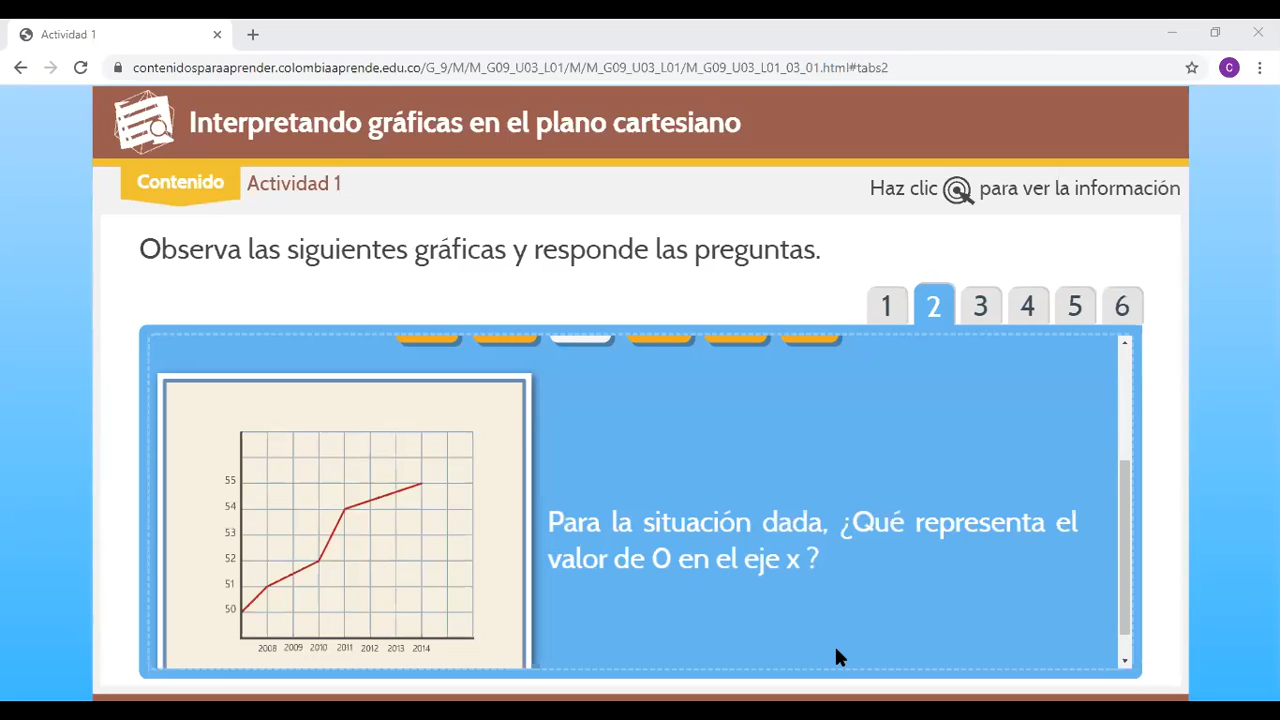 Actividad 1
contenidosparaaprender.colombiaaprende.edu.co/G_9/M/M_G09_U03_L01/M/M_G09_U03_L01/M_G09_U03_L01_03_01.html#tabs2
C
Interpretando gráficas en el plano cartesiano
Contenido Actividad 1
Haz clic para ver la información
Observa las siguientes gráficas y responde las preguntas.
1 2 3 4 5 6
55
54
53
52
51
50
2008 2009 2010 2011 2012 2013 2014
Para la situación dada, ¿Qué representa el
valor de 0 en el eje x ?